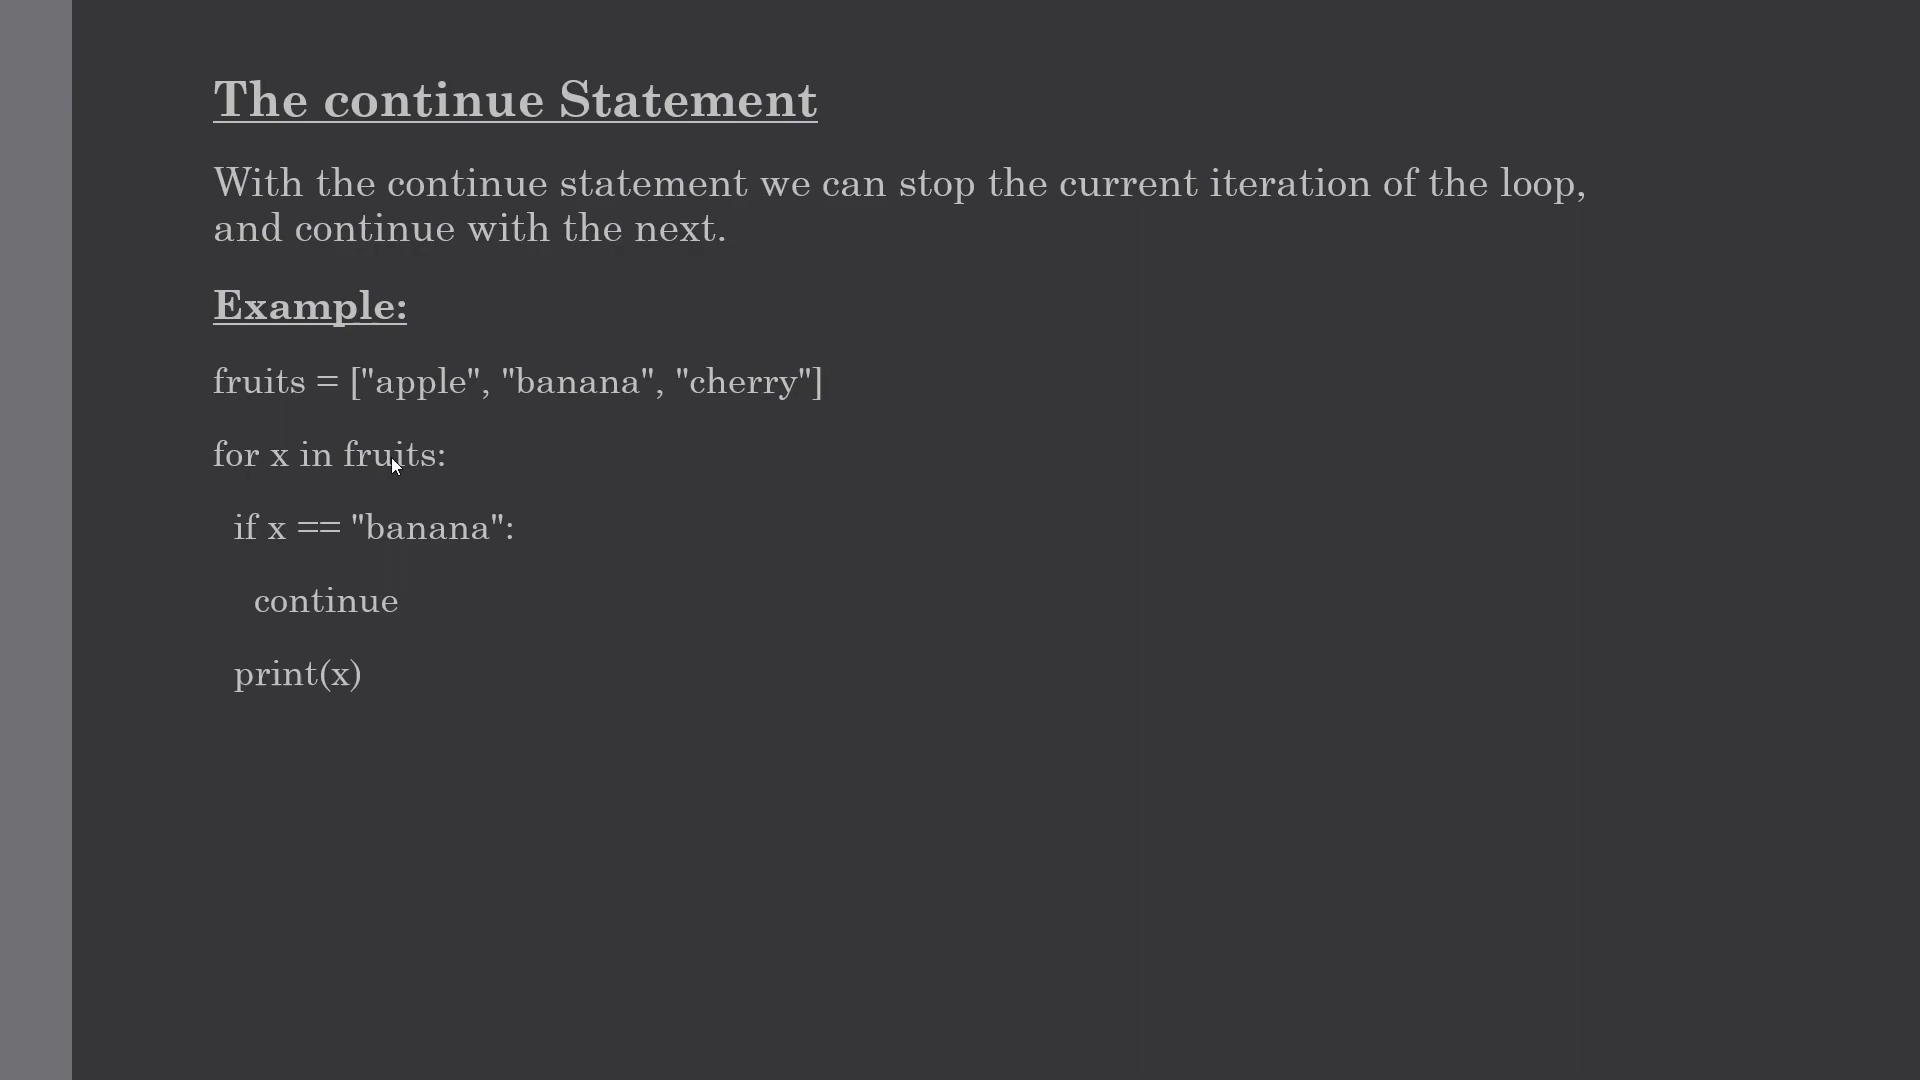 The continue Statement
With the continue statement we can stop the current iteration of the loop,
and continue with the next.
Example:
fruits = ["apple", "banana", "cherry"]
for x in fruits:
  if x == "banana":
    continue
  print(x)